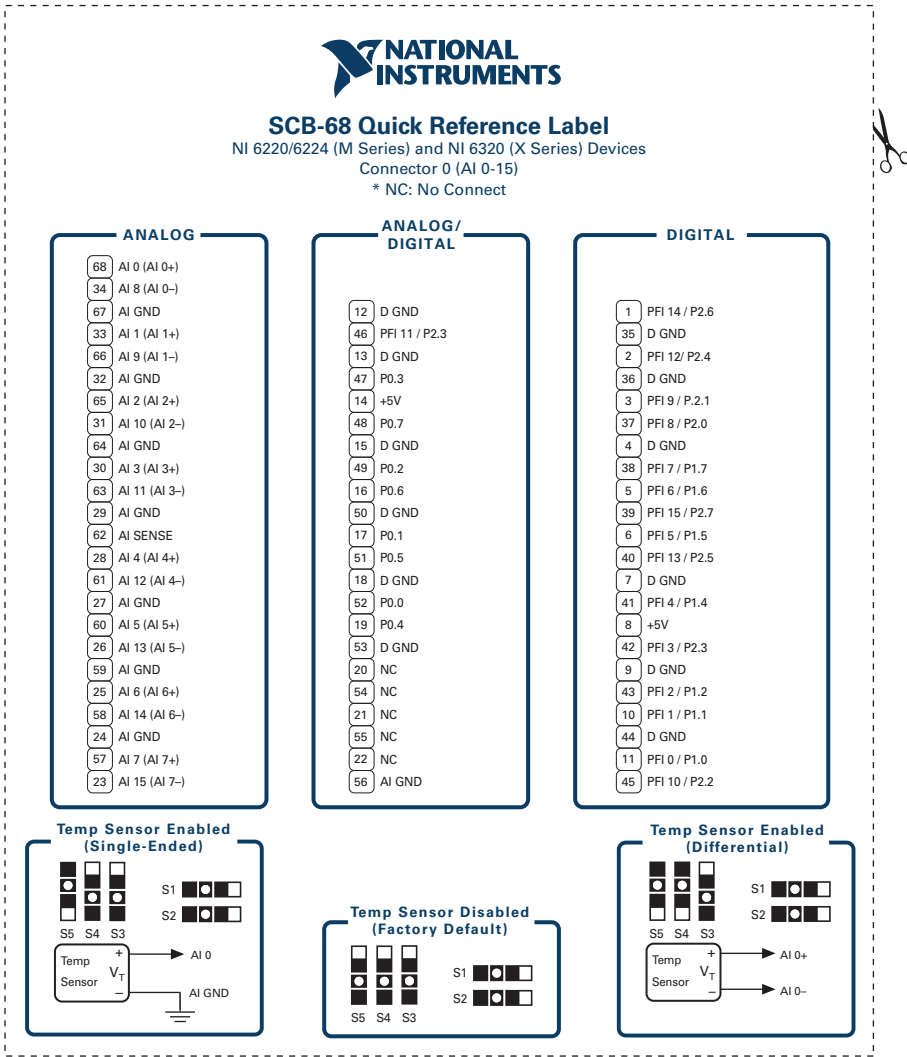 NATIONAL
INSTRUMENTS
SCB-68 Quick Reference Label
NI 6220/6224 (M Series) and NI 6320 (X Series) Devices
Connector 0 (AI 0-15)
* NC: No Connect
ANALOG
68 AI 0 (AI 0+)
34 AI 8 (AI 0–)
67 AI GND
33 AI 1 (AI 1+)
66 AI 9 (AI 1–)
32 AI GND
65 AI 2 (AI 2+)
31 AI 10 (AI 2–)
64 AI GND
30 AI 3 (AI 3+)
63 AI 11 (AI 3–)
29 AI GND
62 AI SENSE
28 AI 4 (AI 4+)
61 AI 12 (AI 4–)
27 AI GND
60 AI 5 (AI 5+)
26 AI 13 (AI 5–)
59 AI GND
25 AI 6 (AI 6+)
58 AI 14 (AI 6–)
24 AI GND
57 AI 7 (AI 7+)
23 AI 15 (AI 7–)
ANALOG/
DIGITAL
12 D GND
46 PFI 11 / P2.3
13 D GND
47 P0.3
14 +5V
48 P0.7
15 D GND
49 P0.2
16 P0.6
50 D GND
17 P0.1
51 P0.5
18 D GND
52 P0.0
19 P0.4
53 D GND
20 NC
54 NC
21 NC
55 NC
22 NC
56 AI GND
DIGITAL
1 PFI 14 / P2.6
35 D GND
2 PFI 12/ P2.4
36 D GND
3 PFI 9 / P.2.1
37 PFI 8 / P2.0
4 D GND
38 PFI 7 / P1.7
5 PFI 6 / P1.6
39 PFI 15 / P2.7
6 PFI 5 / P1.5
40 PFI 13 / P2.5
7 D GND
41 PFI 4 / P1.4
8 +5V
42 PFI 3 / P2.3
9 D GND
43 PFI 2 / P1.2
10 PFI 1 / P1.1
44 D GND
11 PFI 0 / P1.0
45 PFI 10 / P2.2
Temp Sensor Enabled
(Single-Ended)
S1
S2
S5 S4 S3
Temp
Sensor
+
VT
–
AI 0
AI GND
Temp Sensor Disabled
(Factory Default)
S1
S2
S5 S4 S3
Temp Sensor Enabled
(Differential)
S1
S2
S5 S4 S3
Temp
Sensor
+
VT
–
AI 0+
AI 0–